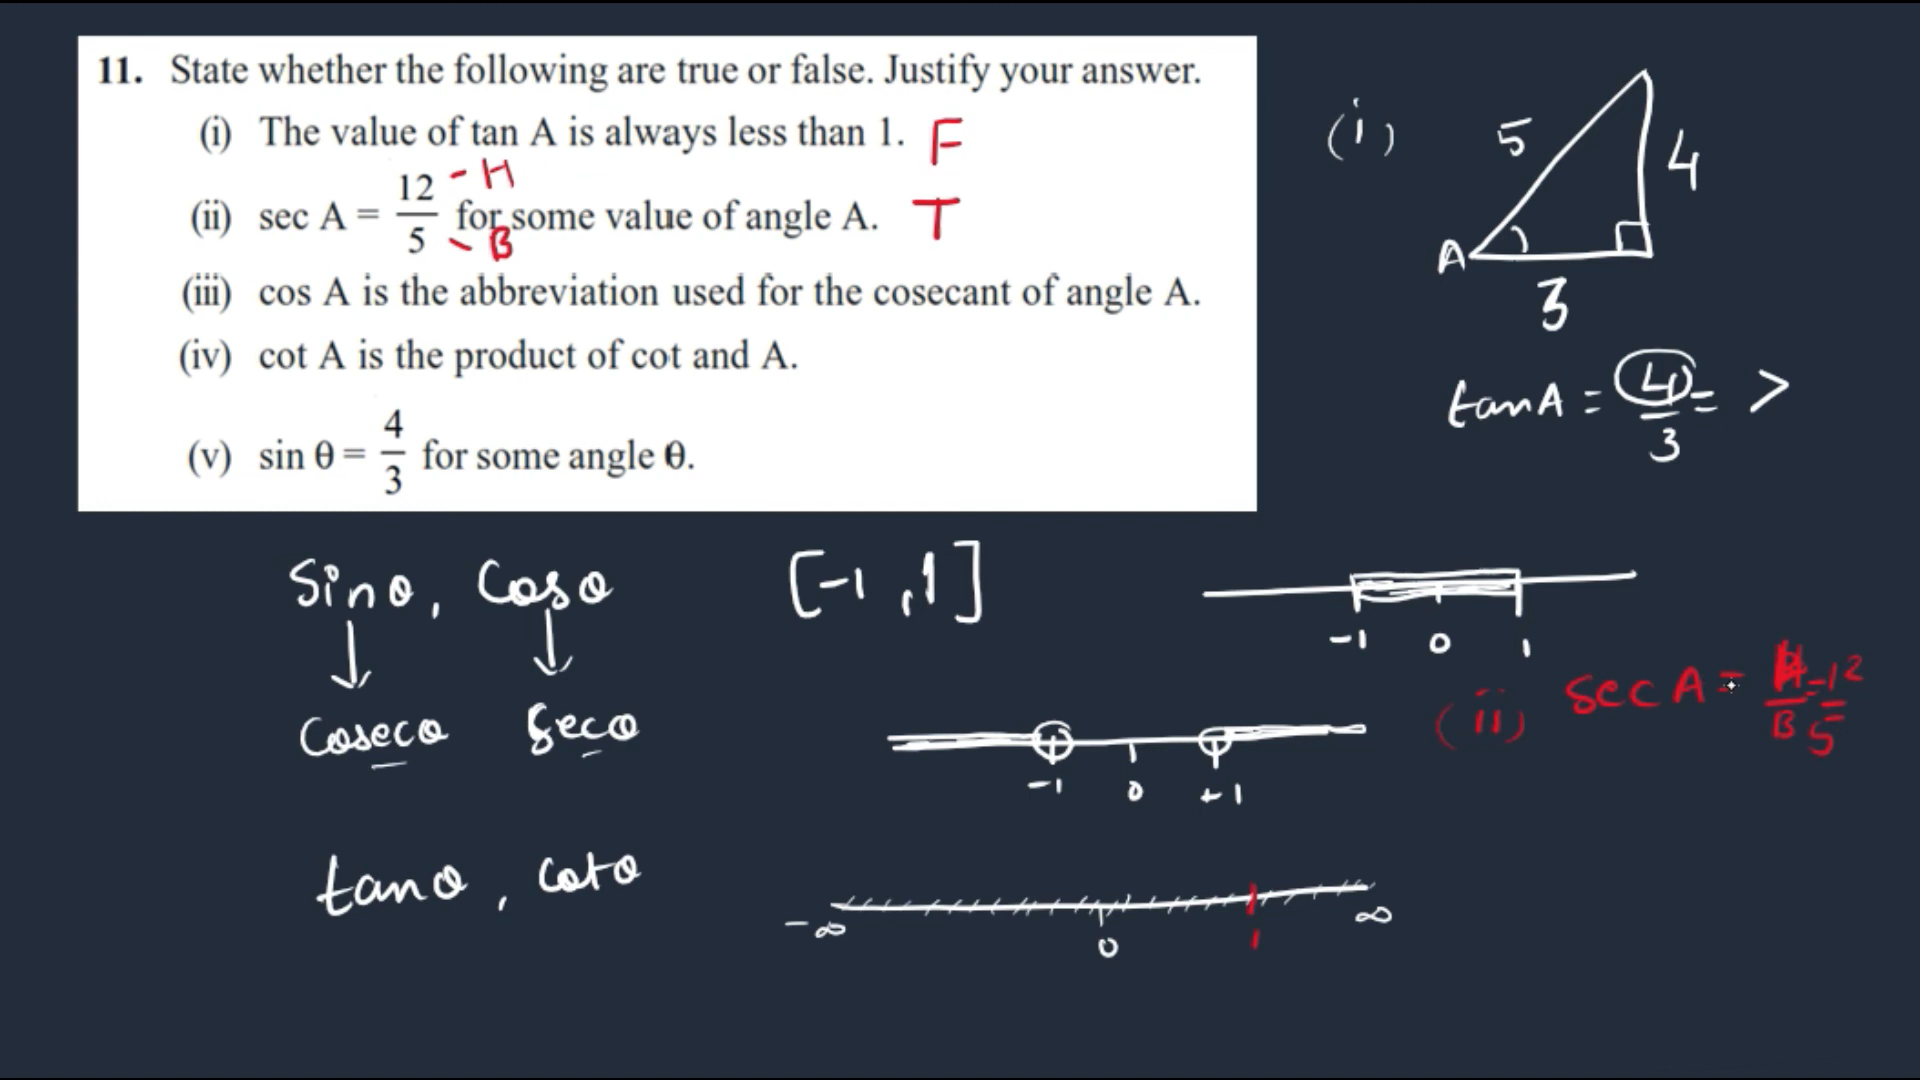 11. State whether the following are true or false. Justify your answer.
(i) The value of tan A is always less than 1. F
(ii) sec A = 12/5 for some value of angle A. T
- H
- B
(iii) cos A is the abbreviation used for the cosecant of angle A.
(iv) cot A is the product of cot and A.
(v) sin θ = 4/3 for some angle θ.
(i)
5
4
A
3
tan A = 4/3 = >
Sinθ, Cosθ [-1, 1]
-1 0 1
↓ ↓
Cosecθ Secθ
-1 0 +1
(ii) Sec A = H/B = 12/5
tanθ, Cotθ
-∞ 0 1 ∞